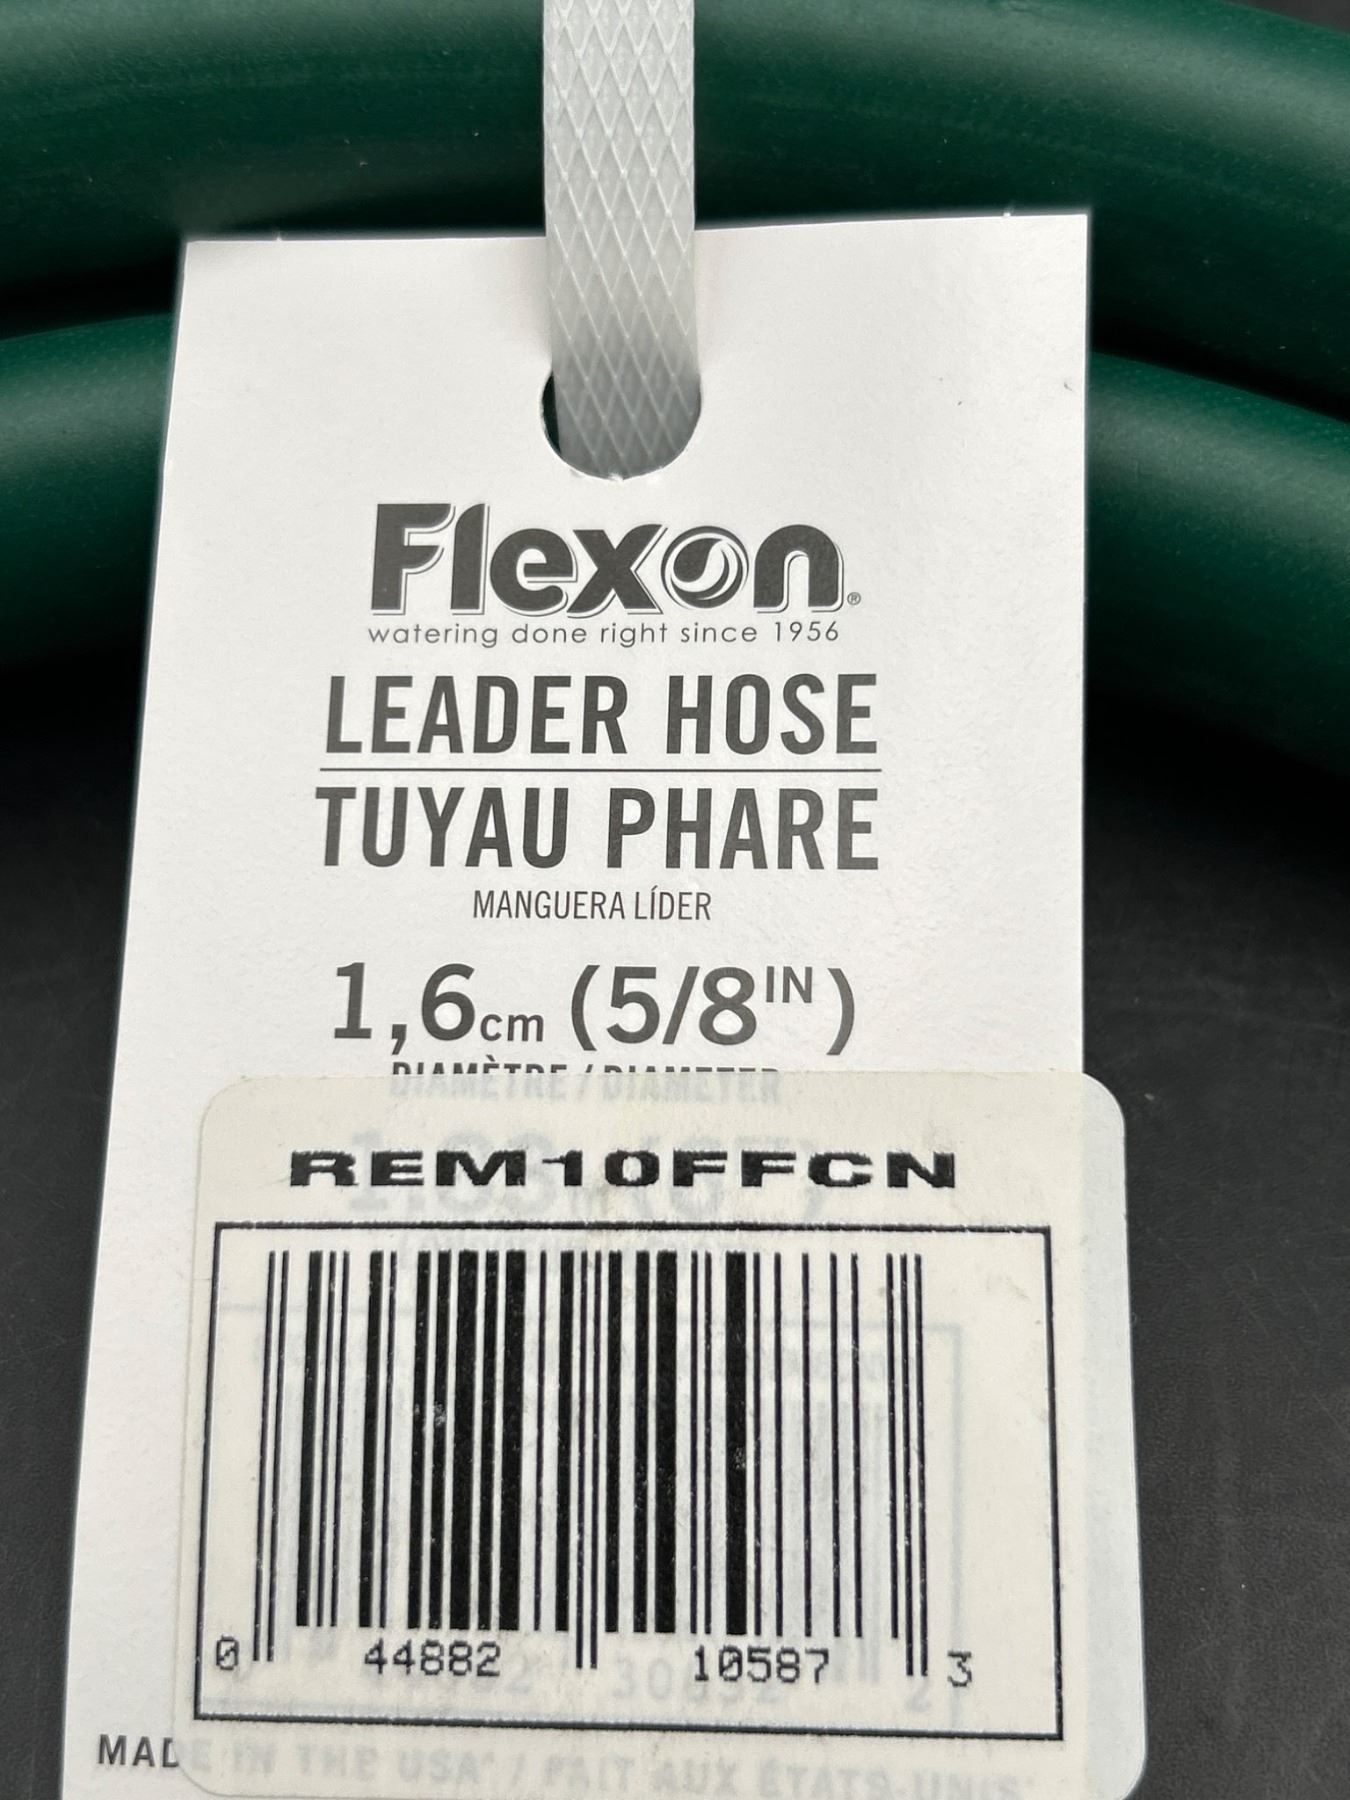 Flexon®
watering done right since 1956
LEADER HOSE
TUYAU PHARE
MANGUERA LÍDER
1,6cm (5/8IN)
DIAMÈTRE / DIAMETER
REM10FFCN
0 44882 10587 3
MADE IN THE USA* / FAIT AUX ÉTATS-UNIS*